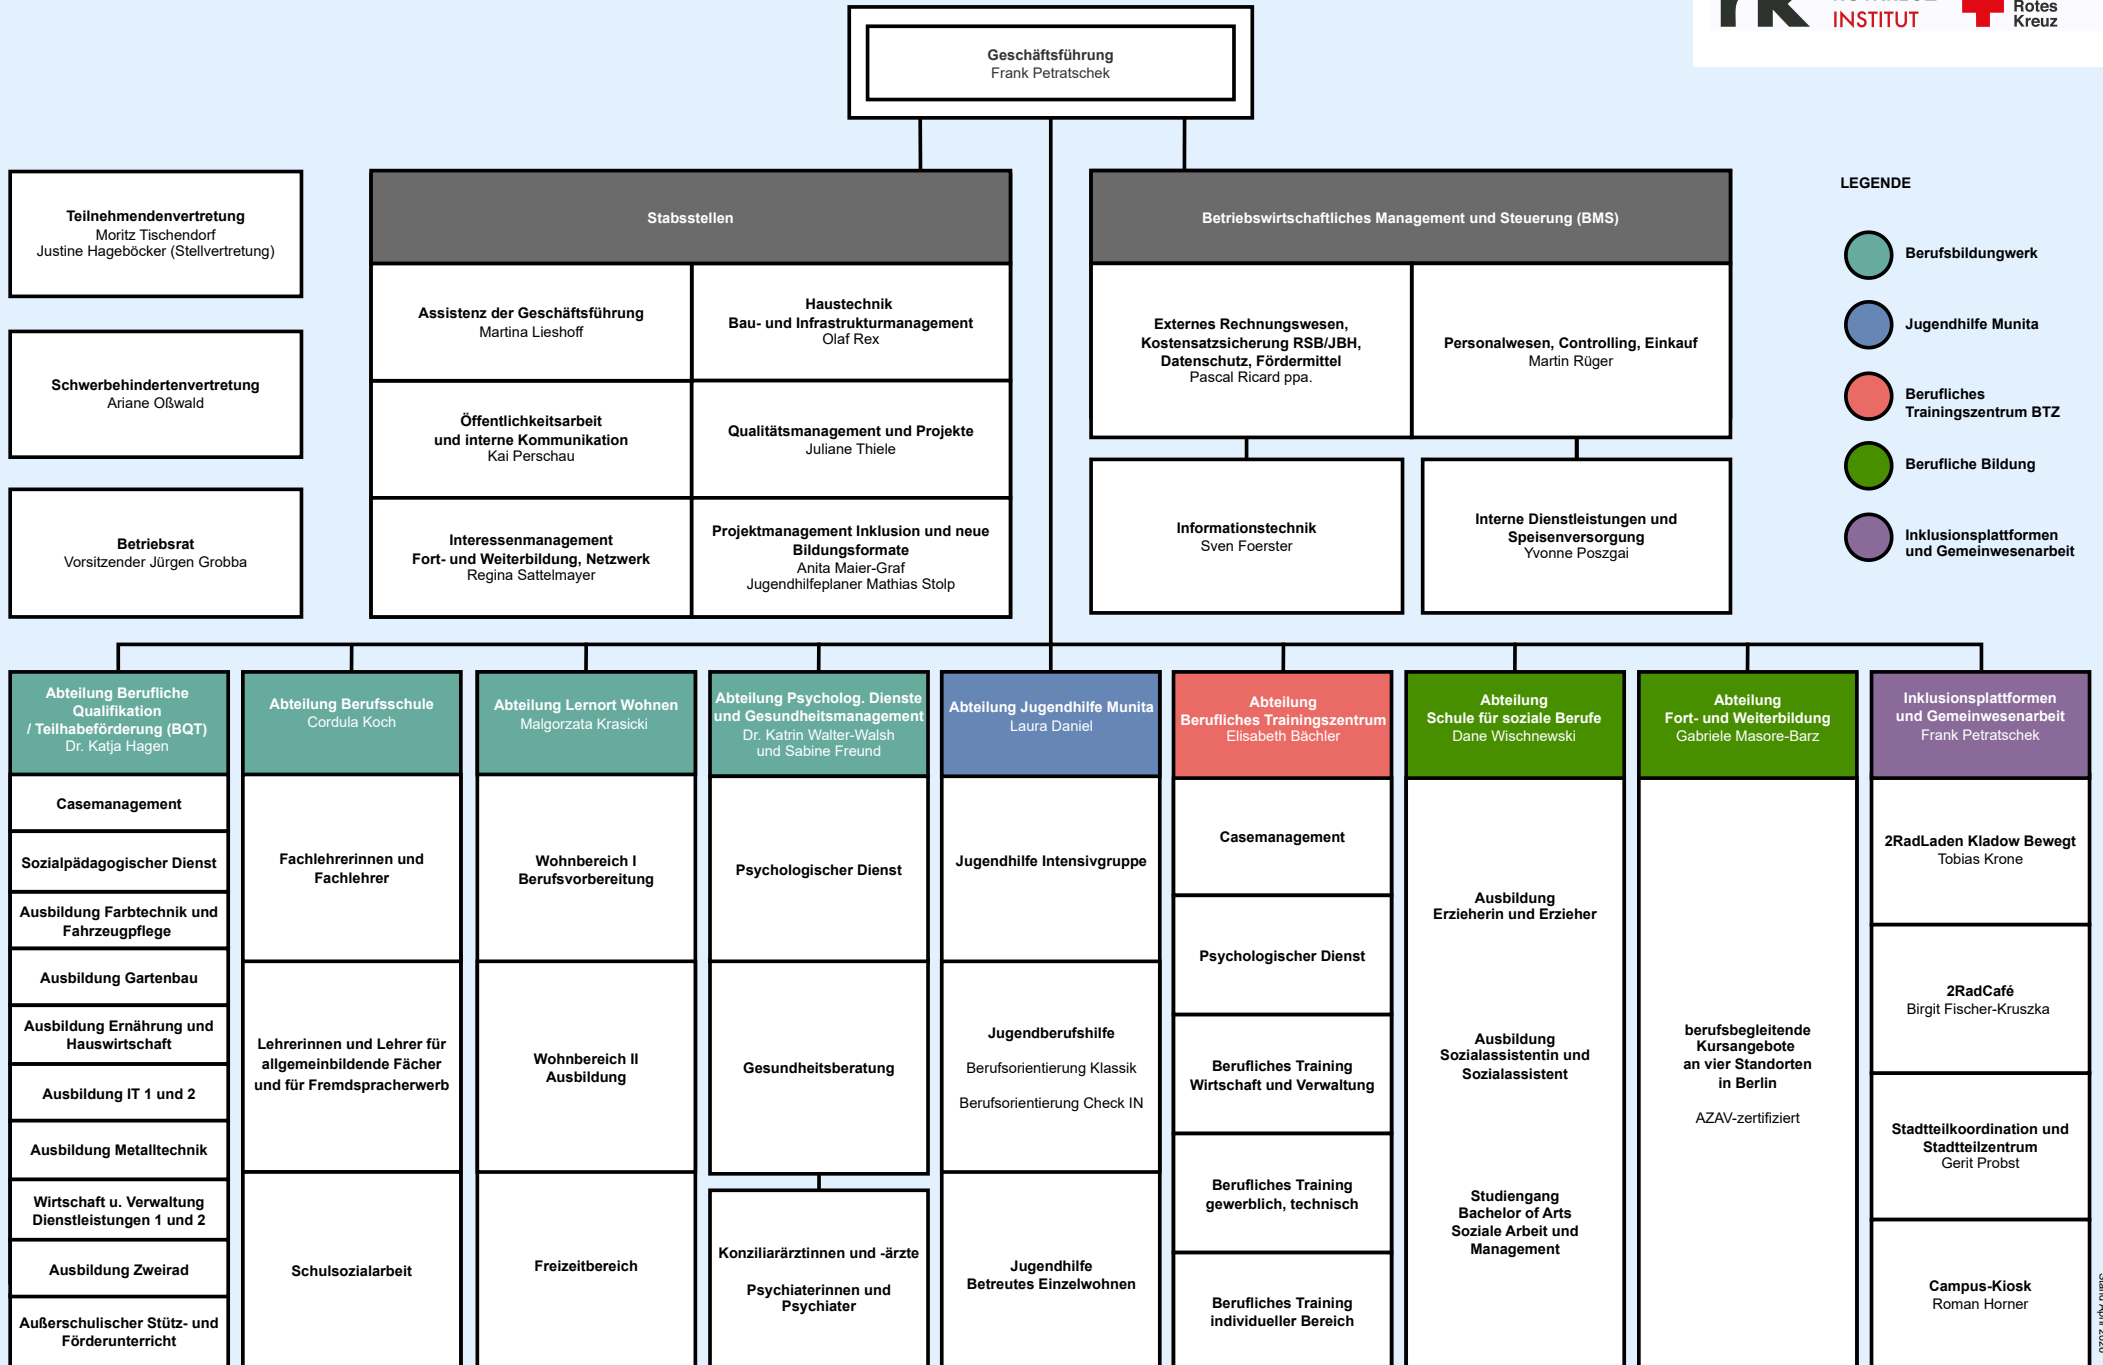 INSTITUT
Rotes
Kreuz
Geschäftsführung
Frank Petratschek
Teilnehmendenvertretung
Moritz Tischendorf
Justine Hageböcker (Stellvertretung)
Schwerbehindertenvertretung
Ariane Oßwald
Betriebsrat
Vorsitzender Jürgen Grobba
Stabsstellen
Assistenz der Geschäftsführung
Martina Lieshoff
Haustechnik
Bau- und Infrastrukturmanagement
Olaf Rex
Öffentlichkeitsarbeit
und interne Kommunikation
Kai Perschau
Qualitätsmanagement und Projekte
Juliane Thiele
Interessenmanagement
Fort- und Weiterbildung, Netzwerk
Regina Sattelmayer
Projektmanagement Inklusion und neue
Bildungsformate
Anita Maier-Graf
Jugendhilfeplaner Mathias Stolp
Betriebswirtschaftliches Management und Steuerung (BMS)
Externes Rechnungswesen,
Kostensatzsicherung RSB/JBH,
Datenschutz, Fördermittel
Pascal Ricard ppa.
Personalwesen, Controlling, Einkauf
Martin Rüger
Informationstechnik
Sven Foerster
Interne Dienstleistungen und
Speisenversorgung
Yvonne Poszgai
LEGENDE
Berufsbildungwerk
Jugendhilfe Munita
Berufliches
Trainingszentrum BTZ
Berufliche Bildung
Inklusionsplattformen
und Gemeinwesenarbeit
Abteilung Berufliche
Qualifikation
/ Teilhabeförderung (BQT)
Dr. Katja Hagen
Casemanagement
Sozialpädagogischer Dienst
Ausbildung Farbtechnik und
Fahrzeugpflege
Ausbildung Gartenbau
Ausbildung Ernährung und
Hauswirtschaft
Ausbildung IT 1 und 2
Ausbildung Metalltechnik
Wirtschaft u. Verwaltung
Dienstleistungen 1 und 2
Ausbildung Zweirad
Außerschulischer Stütz- und
Förderunterricht
Abteilung Berufsschule
Cordula Koch
Fachlehrerinnen und
Fachlehrer
Lehrerinnen und Lehrer für
allgemeinbildende Fächer
und für Fremdspracherwerb
Schulsozialarbeit
Abteilung Lernort Wohnen
Malgorzata Krasicki
Wohnbereich I
Berufsvorbereitung
Wohnbereich II
Ausbildung
Freizeitbereich
Abteilung Psycholog. Dienste
und Gesundheitsmanagement
Dr. Katrin Walter-Walsh
und Sabine Freund
Psychologischer Dienst
Gesundheitsberatung
Konziliarärztinnen und -ärzte
Psychiaterinnen und
Psychiater
Abteilung Jugendhilfe Munita
Laura Daniel
Jugendhilfe Intensivgruppe
Jugendberufshilfe
Berufsorientierung Klassik
Berufsorientierung Check IN
Jugendhilfe
Betreutes Einzelwohnen
Abteilung
Berufliches Trainingszentrum
Elisabeth Bächler
Casemanagement
Psychologischer Dienst
Berufliches Training
Wirtschaft und Verwaltung
Berufliches Training
gewerblich, technisch
Berufliches Training
individueller Bereich
Abteilung
Schule für soziale Berufe
Dane Wischnewski
Ausbildung
Erzieherin und Erzieher
Ausbildung
Sozialassistentin und
Sozialassistent
Studiengang
Bachelor of Arts
Soziale Arbeit und
Management
Abteilung
Fort- und Weiterbildung
Gabriele Masore-Barz
berufsbegleitende
Kursangebote
an vier Standorten
in Berlin
AZAV-zertifiziert
Inklusionsplattformen
und Gemeinwesenarbeit
Frank Petratschek
2RadLaden Kladow Bewegt
Tobias Krone
2RadCafé
Birgit Fischer-Kruszka
Stadtteilkoordination und
Stadtteilzentrum
Gerit Probst
Campus-Kiosk
Roman Horner